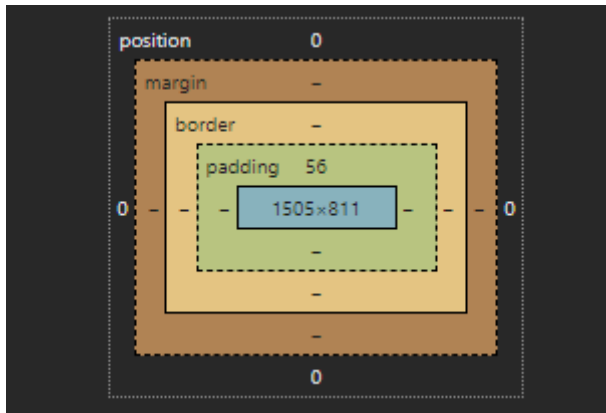 position 0
margin –
border –
padding 56
0 – – – 1505×811 – – – 0
–
–
–
0